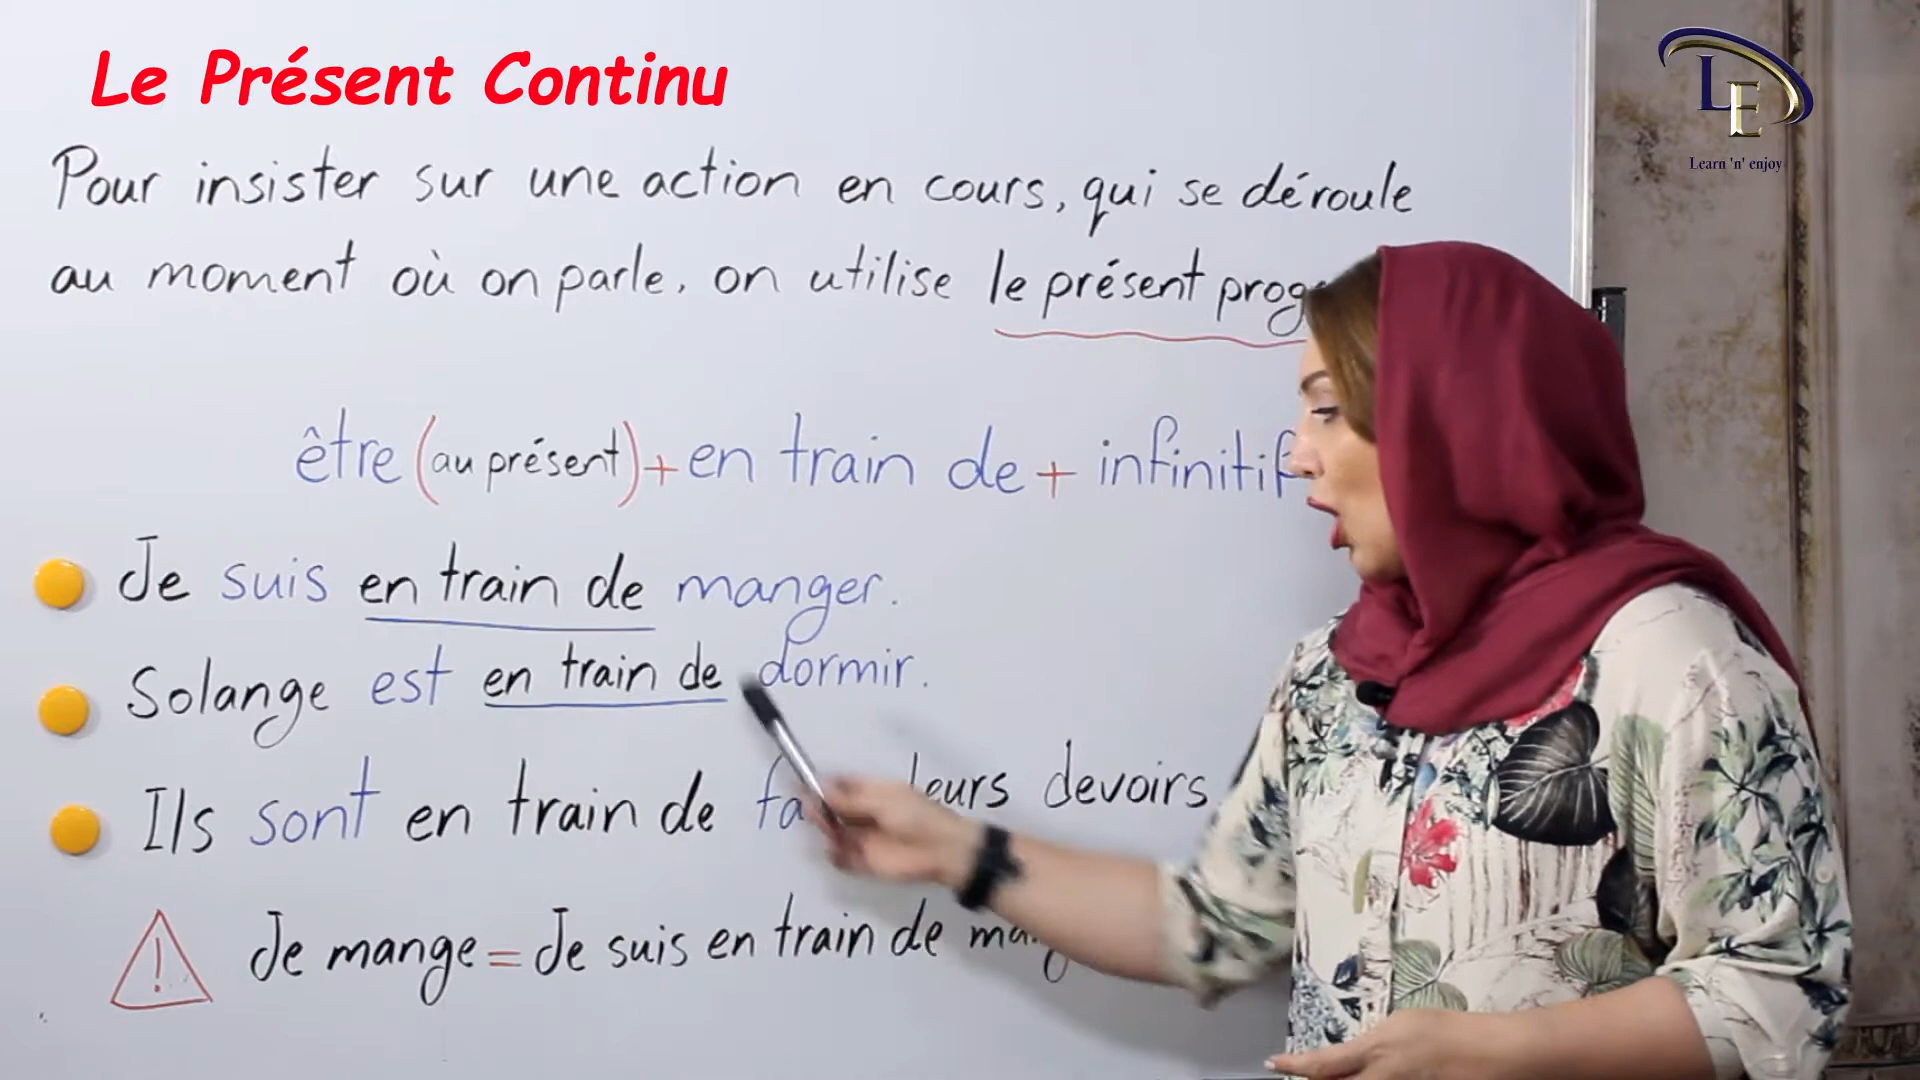 Le Présent Continu
LE
Learn 'n' enjoy
Pour insister sur une action en cours, qui se déroule
au moment où on parle, on utilise le présent
être (au présent) + en train de + infinitif
Je suis en train de manger.
Solange est en train de dormir.
Ils sont en train de leurs devoirs
! Je mange = Je suis en train de